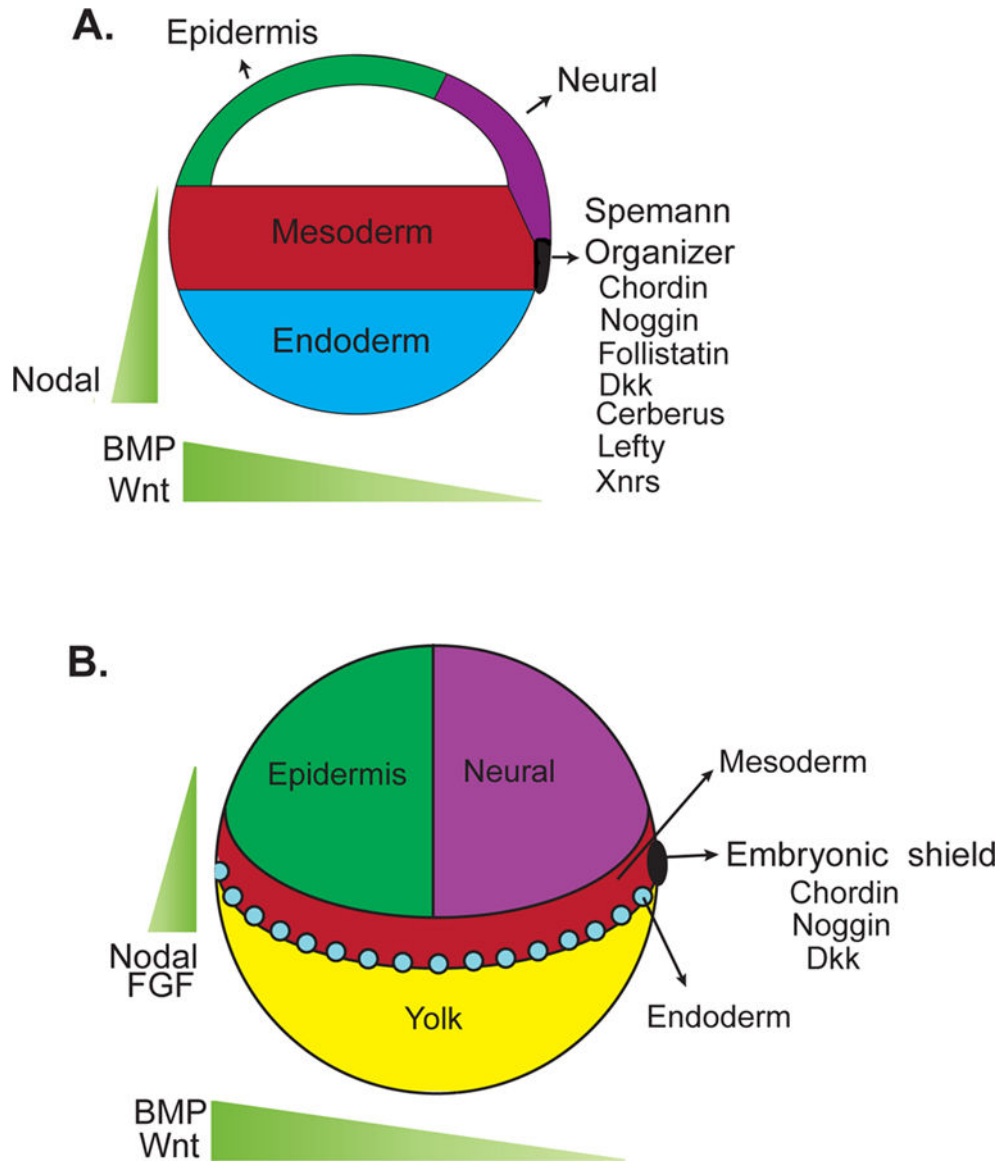 A.
Epidermis
Neural
Mesoderm
Endoderm
Spemann
Organizer
Chordin
Noggin
Follistatin
Dkk
Cerberus
Lefty
Xnrs
Nodal
BMP
Wnt
B.
Epidermis
Neural
Mesoderm
Embryonic shield
Chordin
Noggin
Dkk
Endoderm
Yolk
Nodal
FGF
BMP
Wnt